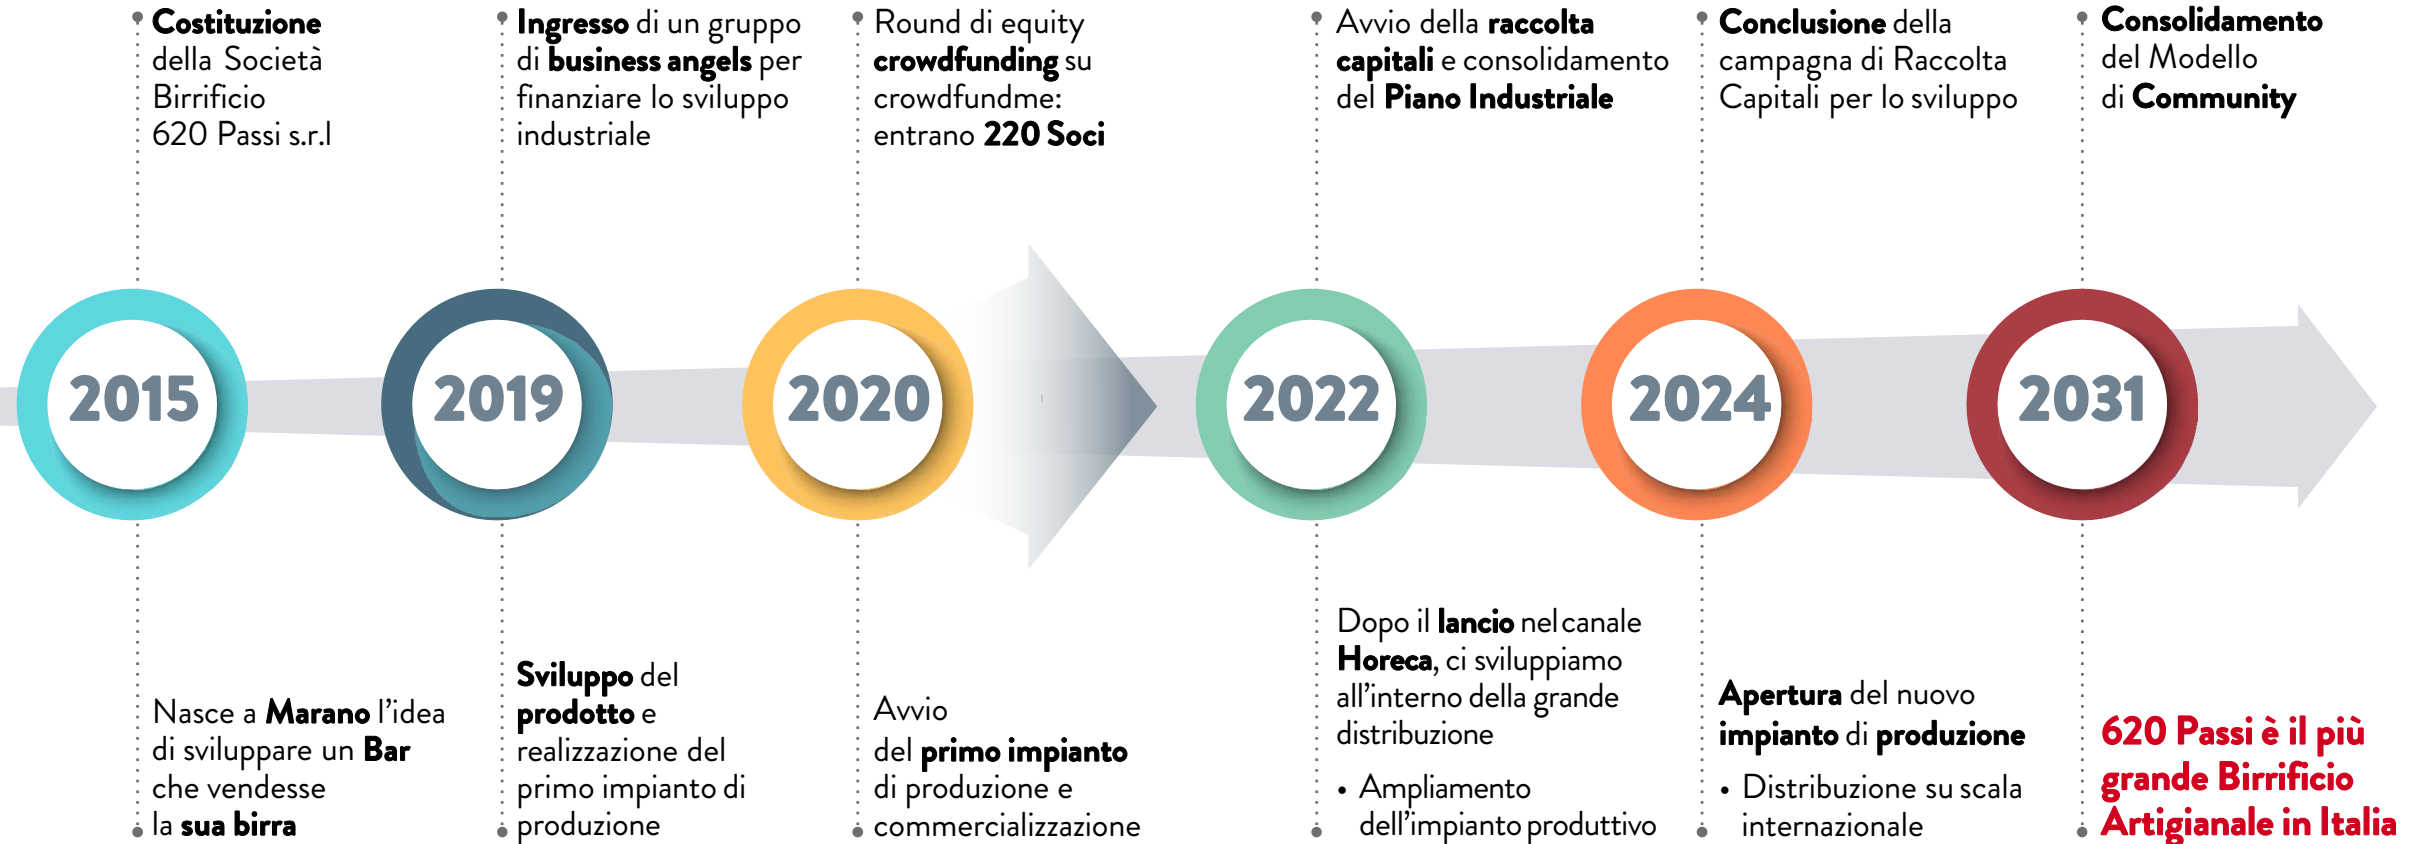 Costituzione
della Società
Birrificio
620 Passi s.r.l
Ingresso di un gruppo
di business angels per
finanziare lo sviluppo
industriale
Round di equity
crowdfunding su
crowdfundme:
entrano 220 Soci
Avvio della raccolta
capitali e consolidamento
del Piano Industriale
Conclusione della
campagna di Raccolta
Capitali per lo sviluppo
Consolidamento
del Modello
di Community
2015
2019
2020
2022
2024
2031
Nasce a Marano l’idea
di sviluppare un Bar
che vendesse
la sua birra
Sviluppo del
prodotto e
realizzazione del
primo impianto di
produzione
Avvio
del primo impianto
di produzione e
commercializzazione
Dopo il lancio nel canale
Horeca, ci sviluppiamo
all’interno della grande
distribuzione
• Ampliamento
dell’impianto produttivo
Apertura del nuovo
impianto di produzione
• Distribuzione su scala
internazionale
620 Passi è il più
grande Birrificio
Artigianale in Italia